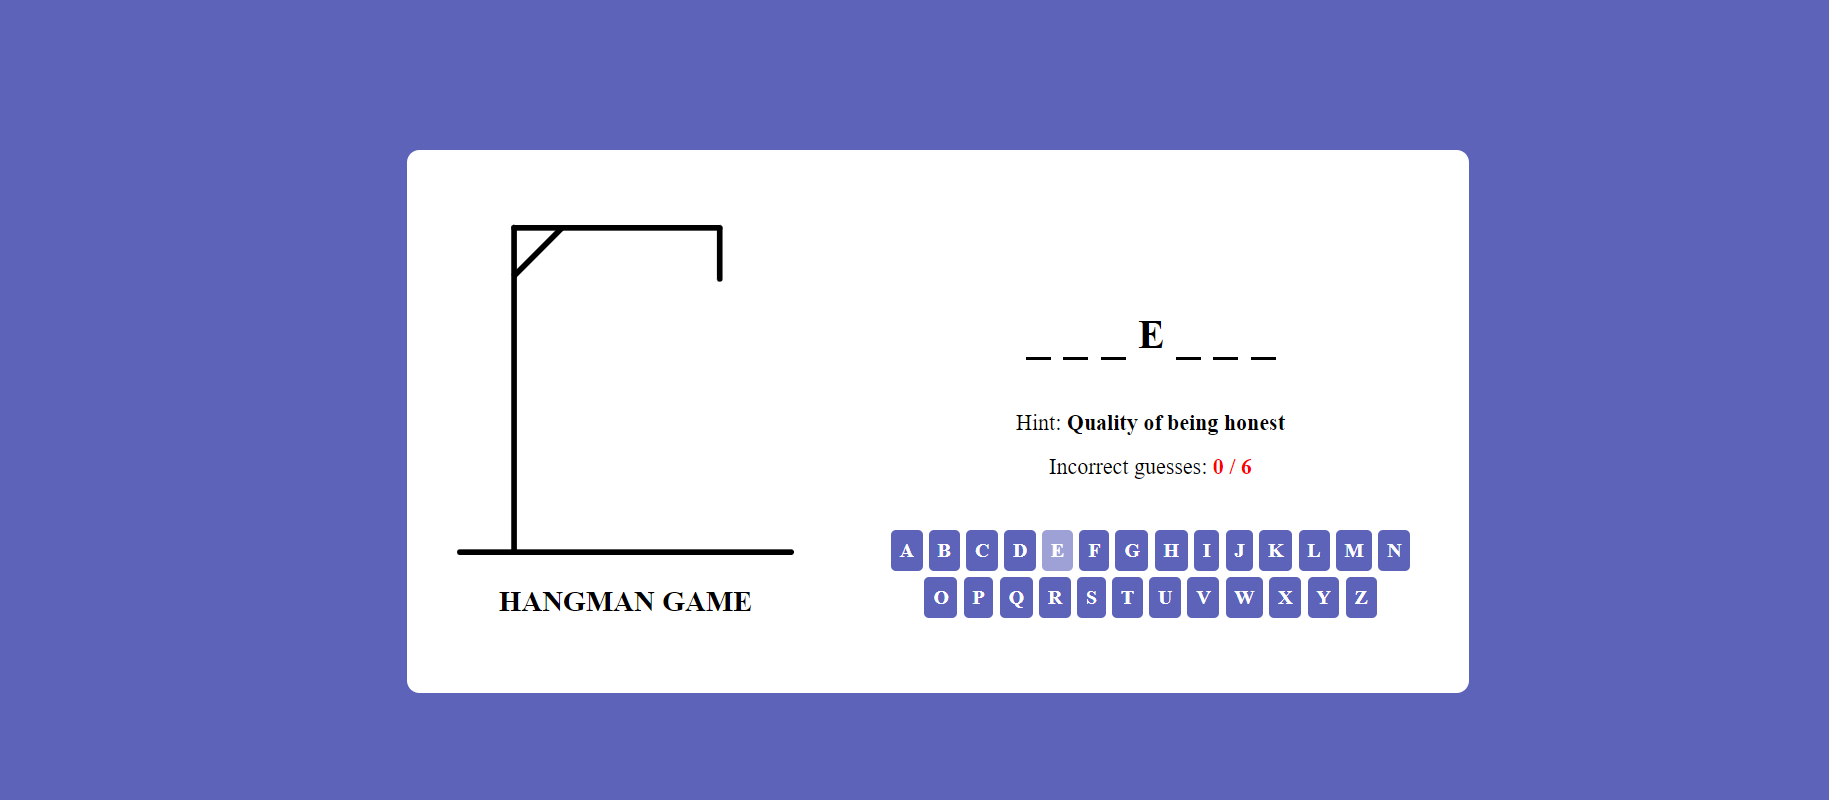 _ _ _ E _ _ _
Hint: Quality of being honest
Incorrect guesses: 0 / 6
A B C D E F G H I J K L M N
O P Q R S T U V W X Y Z
HANGMAN GAME